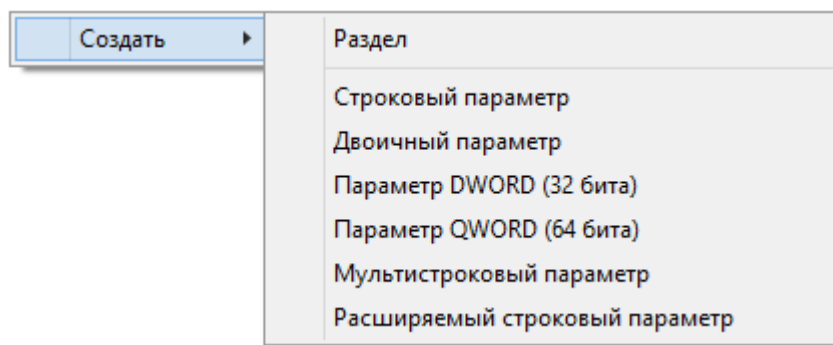 Создать
Раздел
Строковый параметр
Двоичный параметр
Параметр DWORD (32 бита)
Параметр QWORD (64 бита)
Мультистроковый параметр
Расширяемый строковый параметр